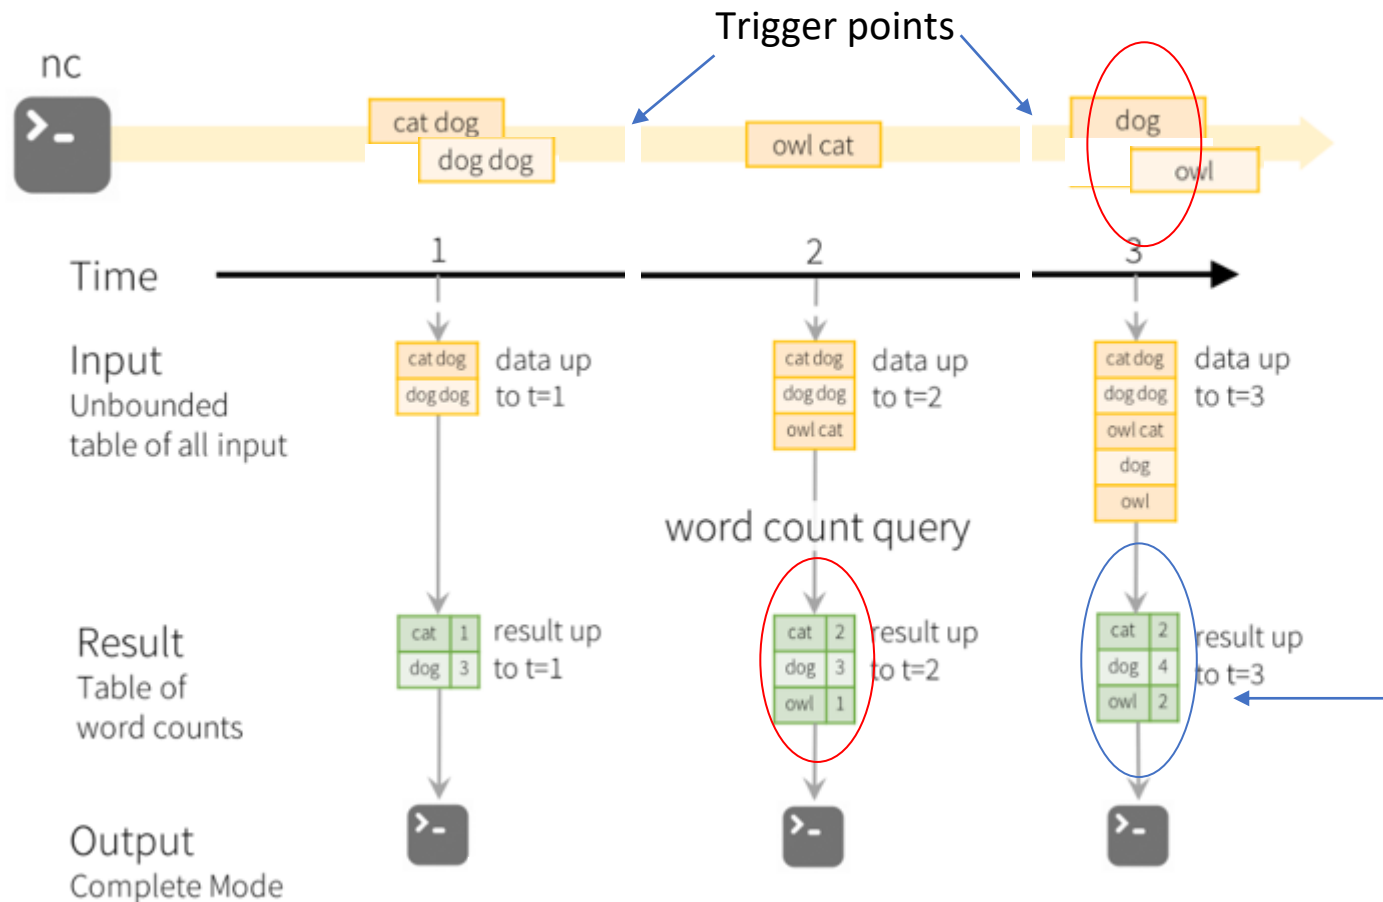 Trigger points
nc
>_
cat dog
dog dog
owl cat
dog
owl
Time
1
2
3
Input
Unbounded
table of all input
cat dog
dog dog
data up
to t=1
cat dog
dog dog
owl cat
data up
to t=2
cat dog
dog dog
owl cat
dog
owl
data up
to t=3
word count query
Result
Table of
word counts
cat 1
dog 3
result up
to t=1
cat 2
dog 3
owl 1
result up
to t=2
cat 2
dog 4
owl 2
result up
to t=3
Output
Complete Mode
>_
>_
>_